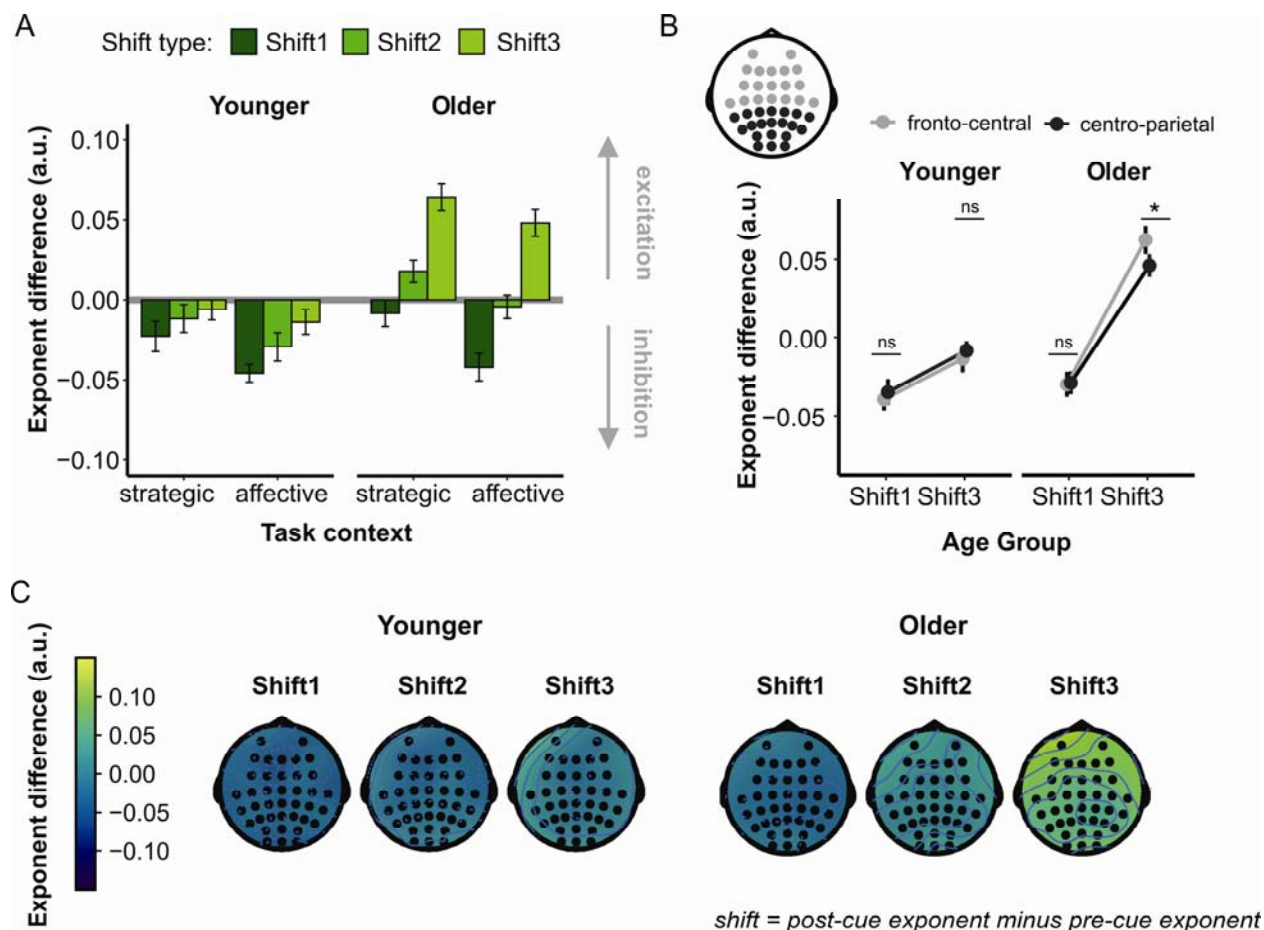 A
Shift type: Shift1 Shift2 Shift3
Younger Older
Exponent difference (a.u.)
0.10
0.05
0.00
−0.05
−0.10
excitation
inhibition
strategic affective strategic affective
Task context
B
fronto-central centro-parietal
Younger Older
Exponent difference (a.u.)
0.05
0.00
−0.05
ns ns ns *
Shift1 Shift3 Shift1 Shift3
Age Group
C
Exponent difference (a.u.)
0.10
0.05
0.00
−0.05
−0.10
Younger Older
Shift1 Shift2 Shift3 Shift1 Shift2 Shift3
shift = post-cue exponent minus pre-cue exponent